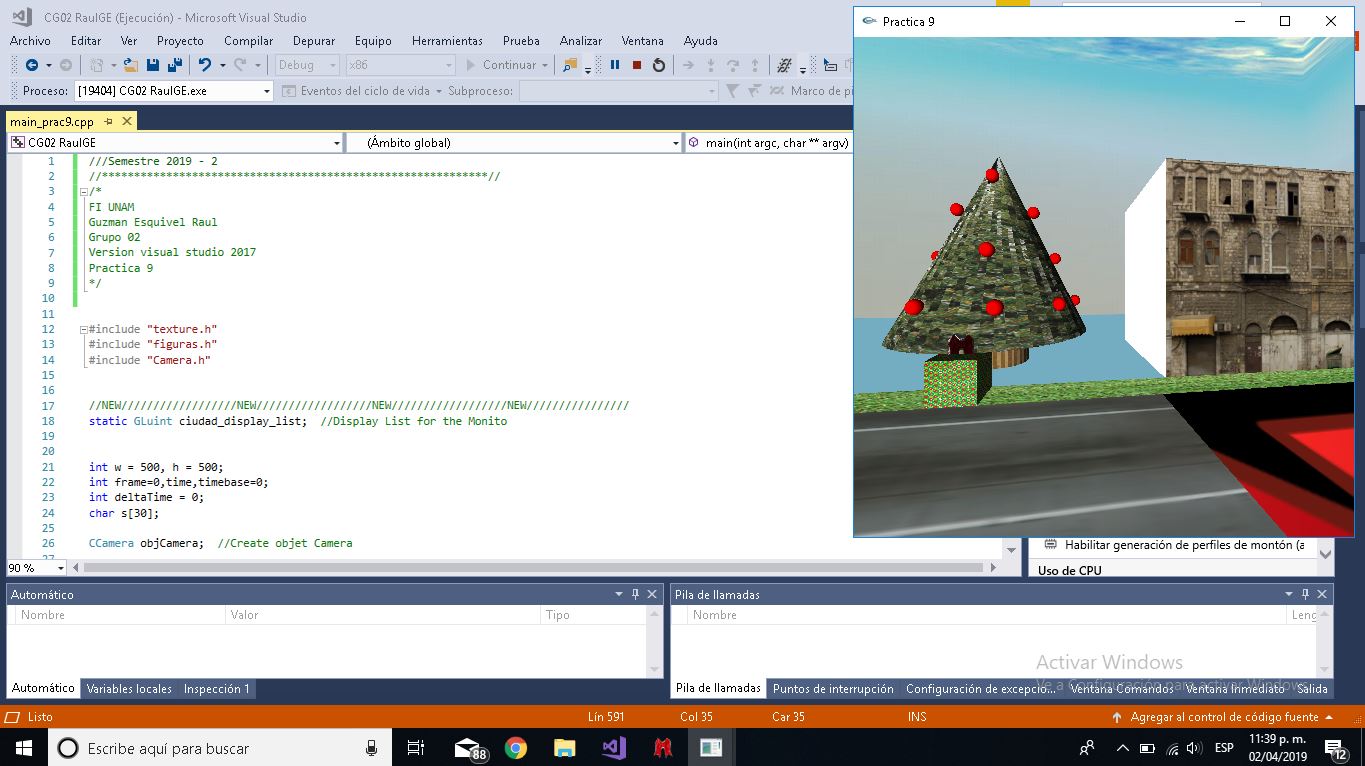 CG02 RaulGE (Ejecución) - Microsoft Visual Studio
Archivo Editar Ver Proyecto Compilar Depurar Equipo Herramientas Prueba Analizar Ventana Ayuda
Debug x86 Continuar
Proceso: [19404] CG02 RaulGE.exe Eventos del ciclo de vida Subproceso: Marco de pi
main_prac9.cpp
CG02 RaulGE (Ámbito global) main(int argc, char ** argv)
1 ///Semestre 2019 - 2
2 //************************************************************//
3 /*
4 FI UNAM
5 Guzman Esquivel Raul
6 Grupo 02
7 Version visual studio 2017
8 Practica 9
9 */
10
11
12 #include "texture.h"
13 #include "figuras.h"
14 #include "Camera.h"
15
16
17 //NEW//////////////////NEW//////////////////NEW//////////////////NEW////////////////
18 static GLuint ciudad_display_list; //Display List for the Monito
19
20
21 int w = 500, h = 500;
22 int frame=0,time,timebase=0;
23 int deltaTime = 0;
24 char s[30];
25
26 CCamera objCamera; //Create objet Camera
27
90 %
Practica 9
Habilitar generación de perfiles de montón (a
Uso de CPU
Automático
Nombre Valor Tipo
Automático Variables locales Inspección 1
Pila de llamadas
Nombre Leng
Pila de llamadas Puntos de interrupción Configuración de excepcio... Ventana Comandos Ventana Inmediato Salida
Activar Windows
Ve a Configuración para activar Windows.
Listo Lín 591 Col 35 Car 35 INS Agregar al control de código fuente
Escribe aquí para buscar 88 ESP 11:39 p. m. 12
02/04/2019